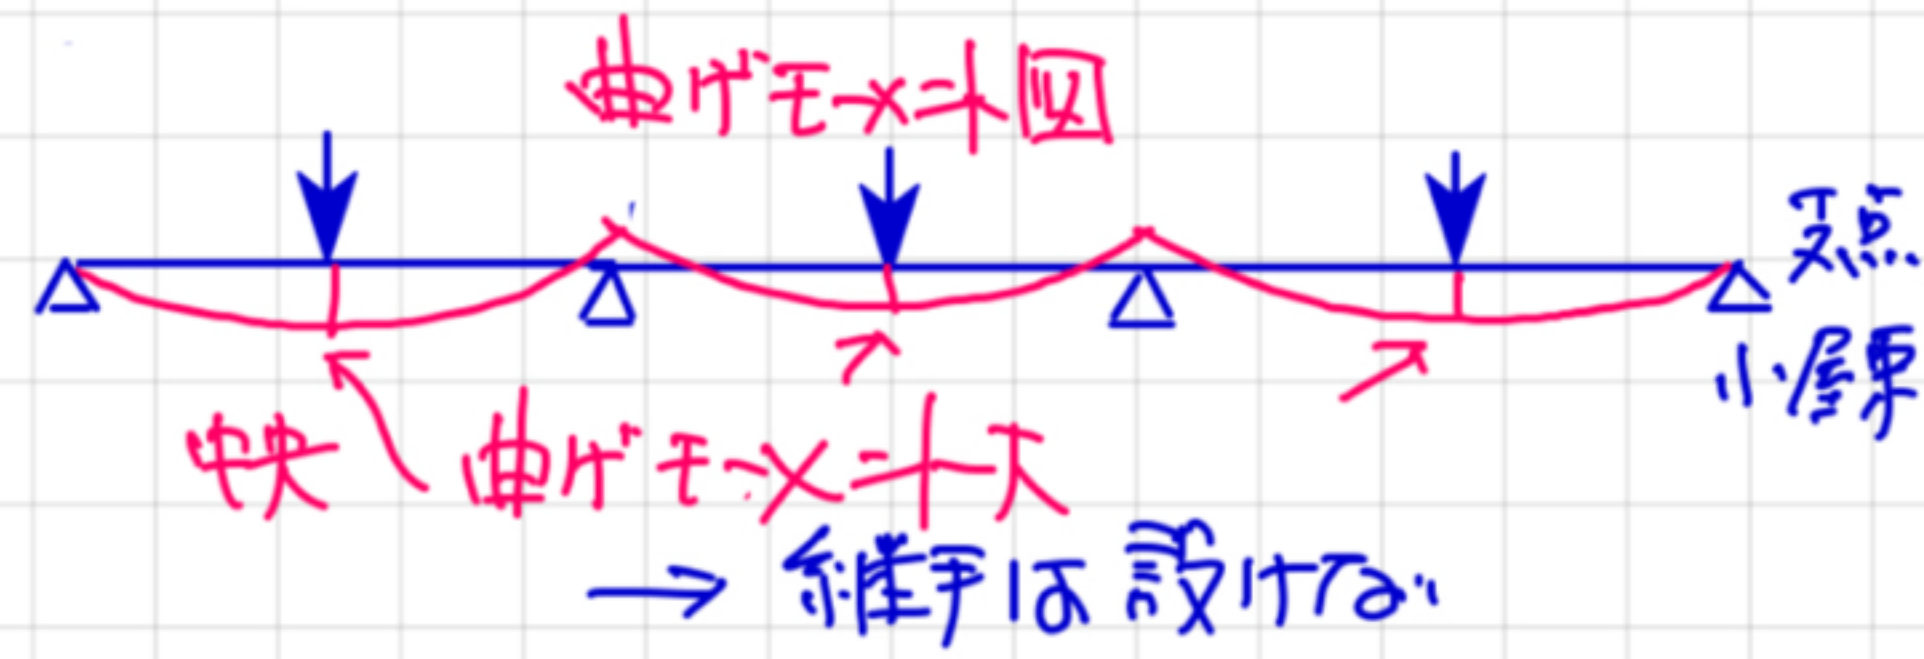 曲げモーメント図
支点
小屋束
中央
曲げモーメント大
→ 継手は設けない